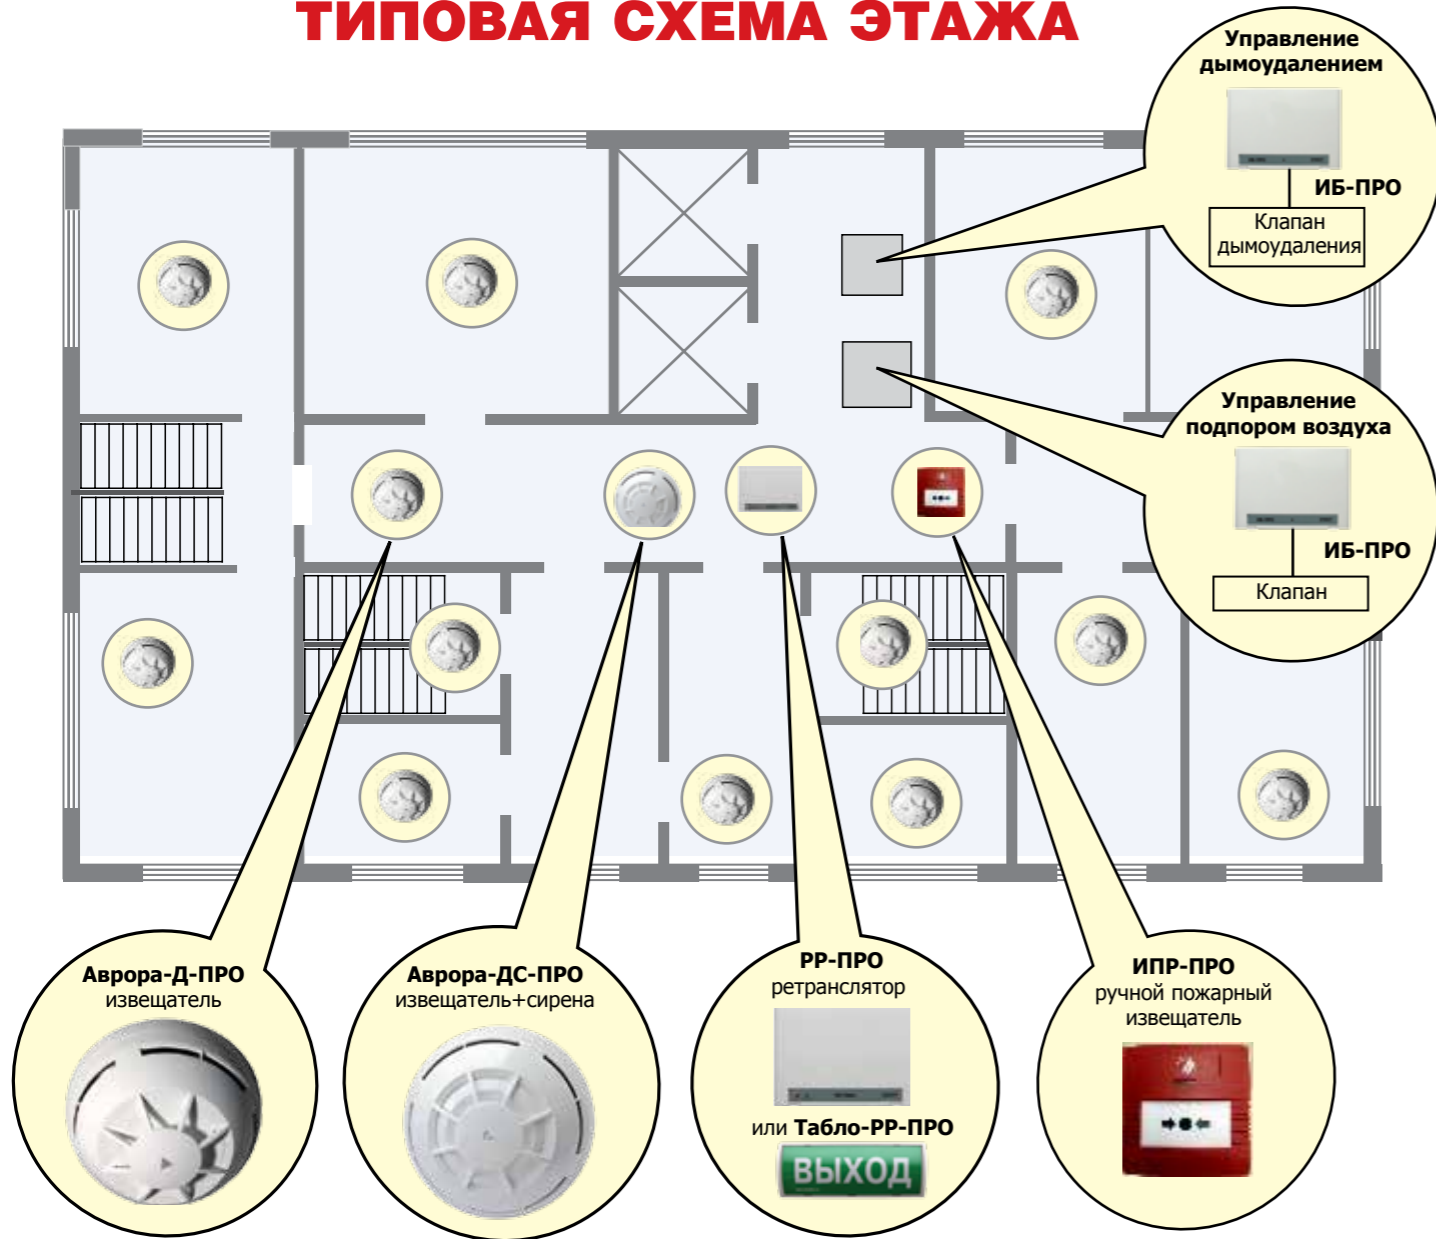 ТИПОВАЯ СХЕМА ЭТАЖА
Управление
дымоудалением
ИБ-ПРО
Клапан
дымоудаления
Управление
подпором воздуха
ИБ-ПРО
Клапан
Аврора-Д-ПРО
извещатель
Аврора-ДС-ПРО
извещатель+сирена
РР-ПРО
ретранслятор
или Табло-РР-ПРО
ВЫХОД
ИПР-ПРО
ручной пожарный
извещатель